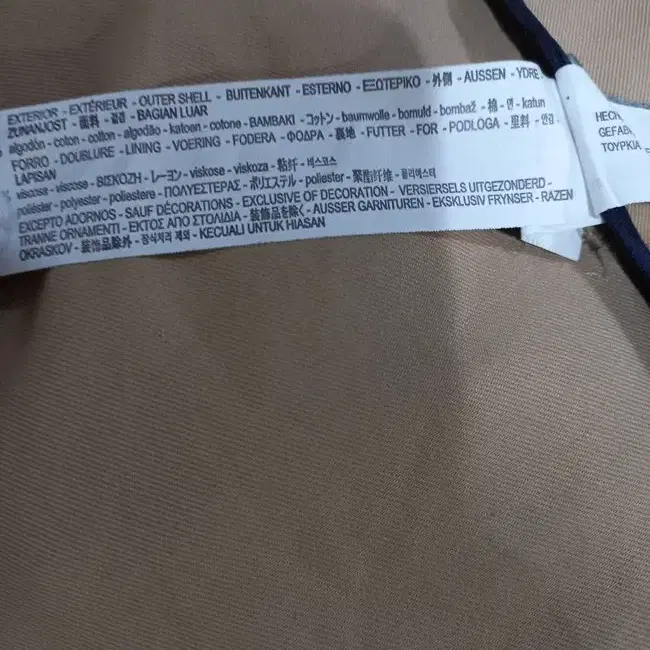 EXTERIOR - EXTÉRIEUR - OUTER SHELL - BUITENKANT - ESTERNO - ΕΞΩΤΕΡΙΚΟ - 外側 - AUSSEN - YDRE
ZUNANJOST - 面料 - 겉감 - BAGIAN LUAR
algodón - coton - cotton - algodão - katoen - cotone - BAMBAKI - コットン - baumwolle - bomuld - bombaž - 棉 - 면 - katun
FORRO - DOUBLURE - LINING - VOERING - FODERA - ΦΟΔΡΑ - 裏地 - FUTTER - FOR - PODLOGA - 里料 - 안감 -
LAPISAN
viscosa - viscose - ΒΙΣΚΟΖΗ - レーヨン - viskose - viskoza - 粘纤 - 비스코스
poliéster - polyester - poliestere - ΠΟΛΥΕΣΤΕΡΑΣ - ポリエステル - poliester - 聚酯纤维 - 폴리에스터
EXCEPTO ADORNOS - SAUF DÉCORATIONS - EXCLUSIVE OF DECORATION - VERSIERSELS UITGEZONDERD -
TRANNE ORNAMENTI - ΕΚΤΟΣ ΑΠΟ ΣΤΟΛΙΔΙΑ - 装飾品を除く - AUSSER GARNITUREN - EKSKLUSIV FRYNSER - RAZEN
OKRASKOV - 装饰品除外 - 장식처리 제외 - KECUALI UNTUK HIASAN
HECH
GEFAB
ΤΟΥΡΚΙΑ